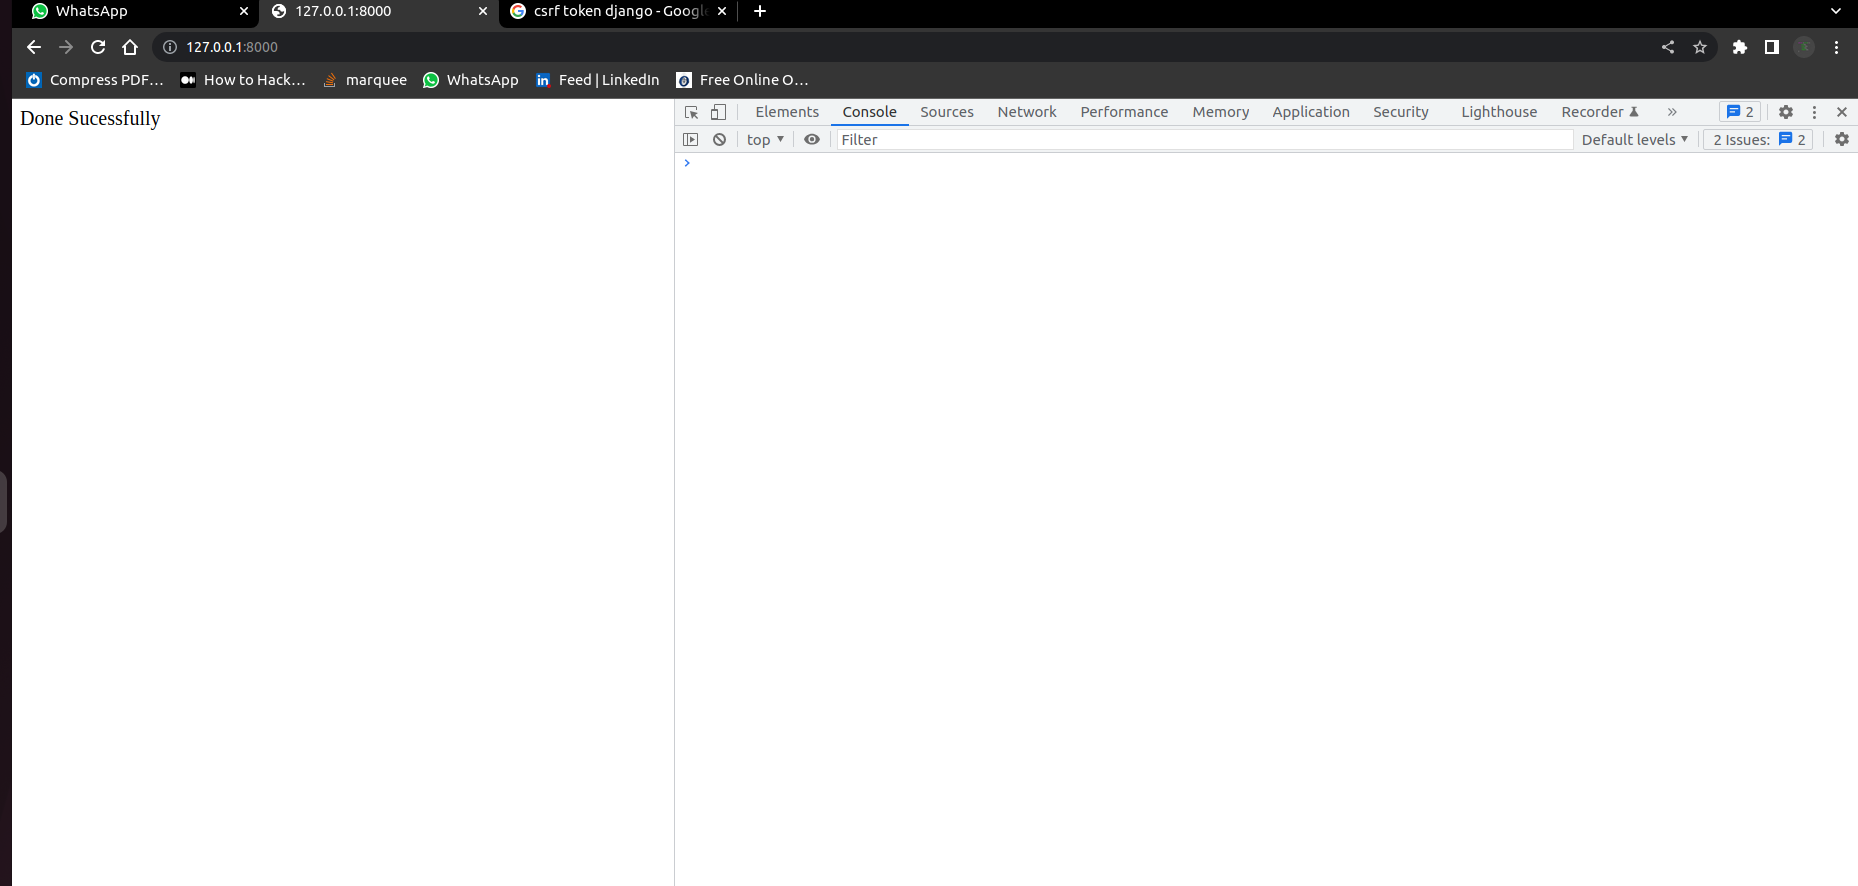 WhatsApp 127.0.0.1:8000 csrf token django - Google
127.0.0.1:8000
Compress PDF... How to Hack... marquee WhatsApp Feed | LinkedIn Free Online O...
Done Sucessfully
Elements Console Sources Network Performance Memory Application Security Lighthouse Recorder 2
top Filter Default levels 2 Issues: 2